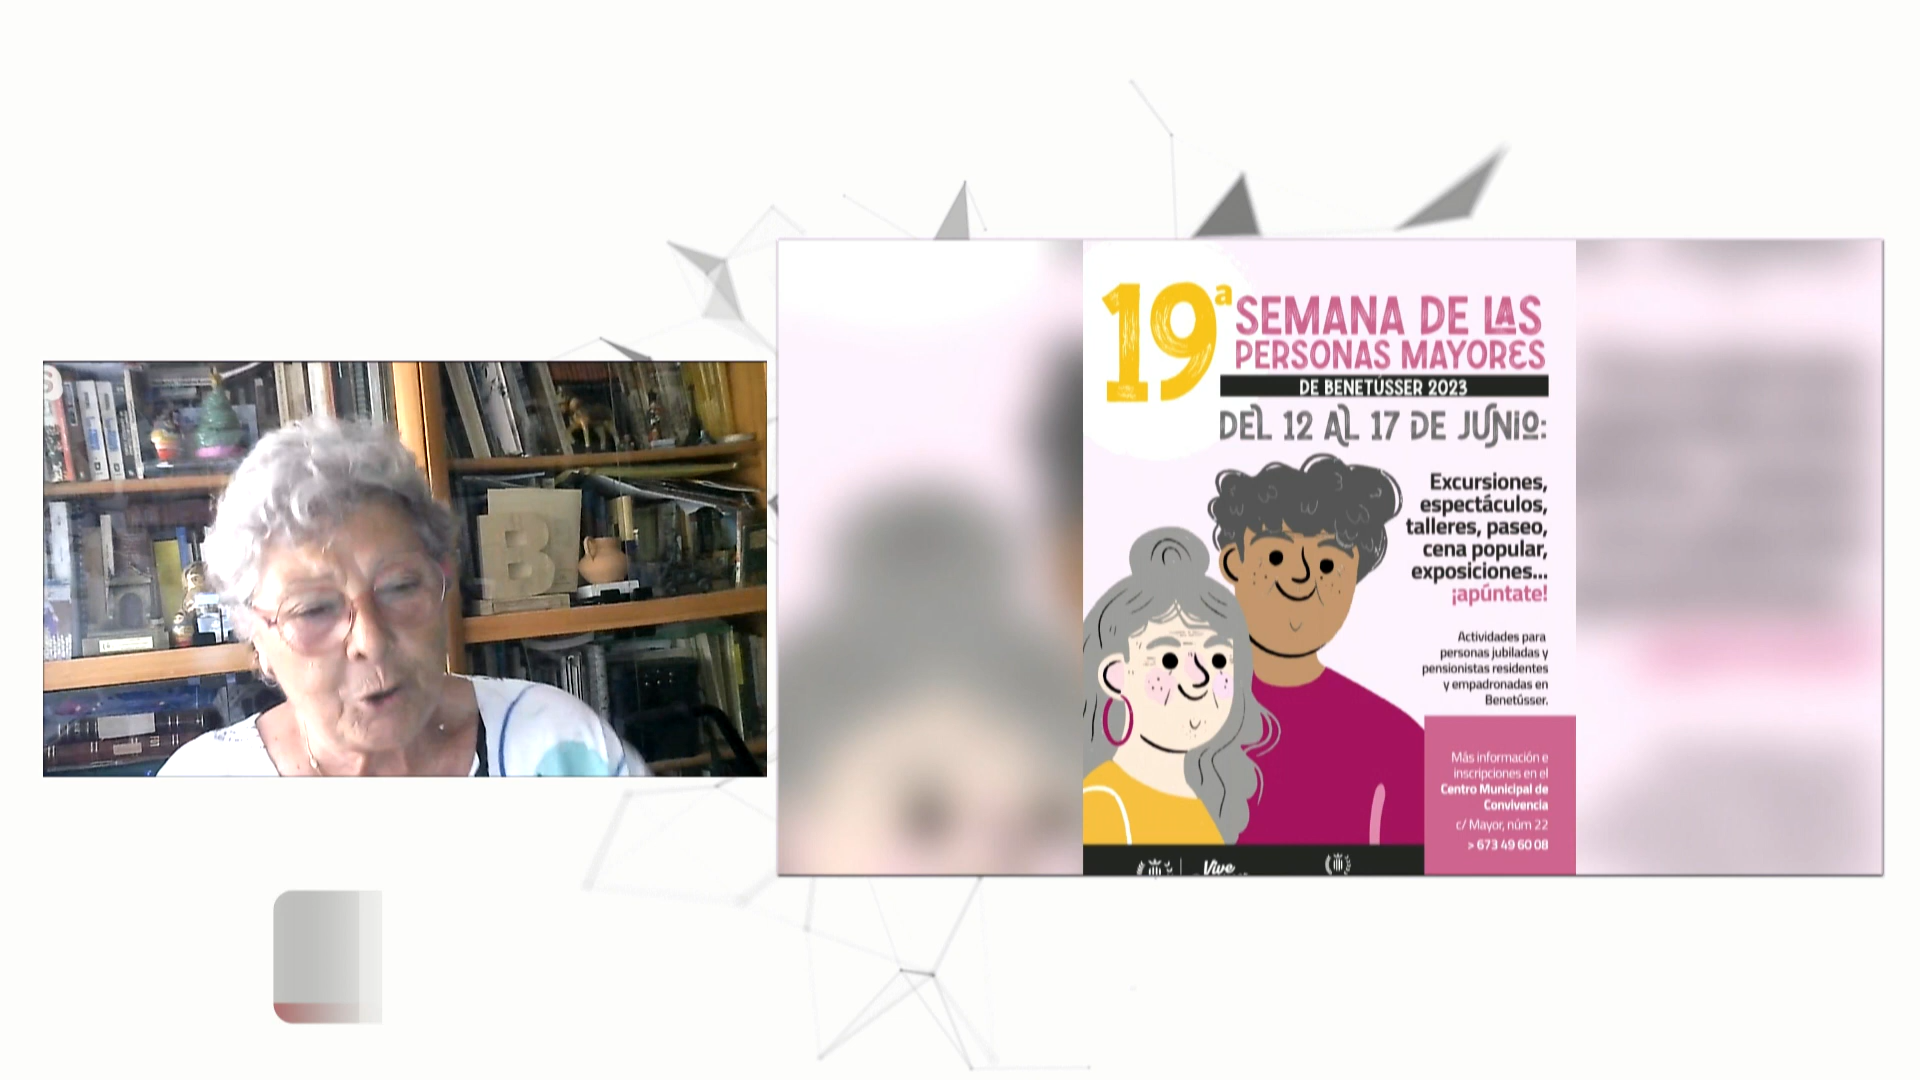 19ª
SEMANA DE LAS
PERSONAS MAYORES
DE BENETÚSSER 2023
DEL 12 AL 17 DE JUNIO:
Excursiones,
espectáculos,
talleres, paseo,
cena popular,
exposiciones...
¡apúntate!
Actividades para
personas jubiladas y
pensionistas residentes
y empadronadas en
Benetússer.
Más información e
inscripciones en el
Centro Municipal de
Convivencia
c/ Mayor, núm 22
> 673 49 60 08
Vive
B